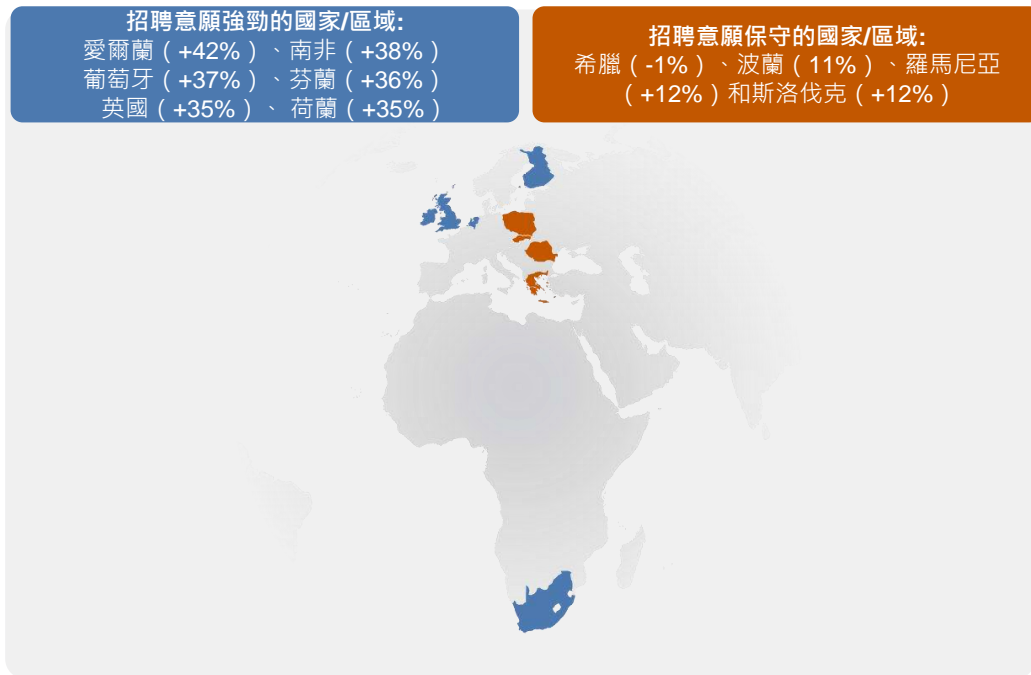 招聘意願強勁的國家/區域:
愛爾蘭（+42%）、南非（+38%）
葡萄牙（+37%）、芬蘭（+36%）
英國（+35%）、 荷蘭（+35%）
招聘意願保守的國家/區域:
希臘（-1%）、波蘭（11%）、羅馬尼亞
（+12%）和斯洛伐克（+12%）